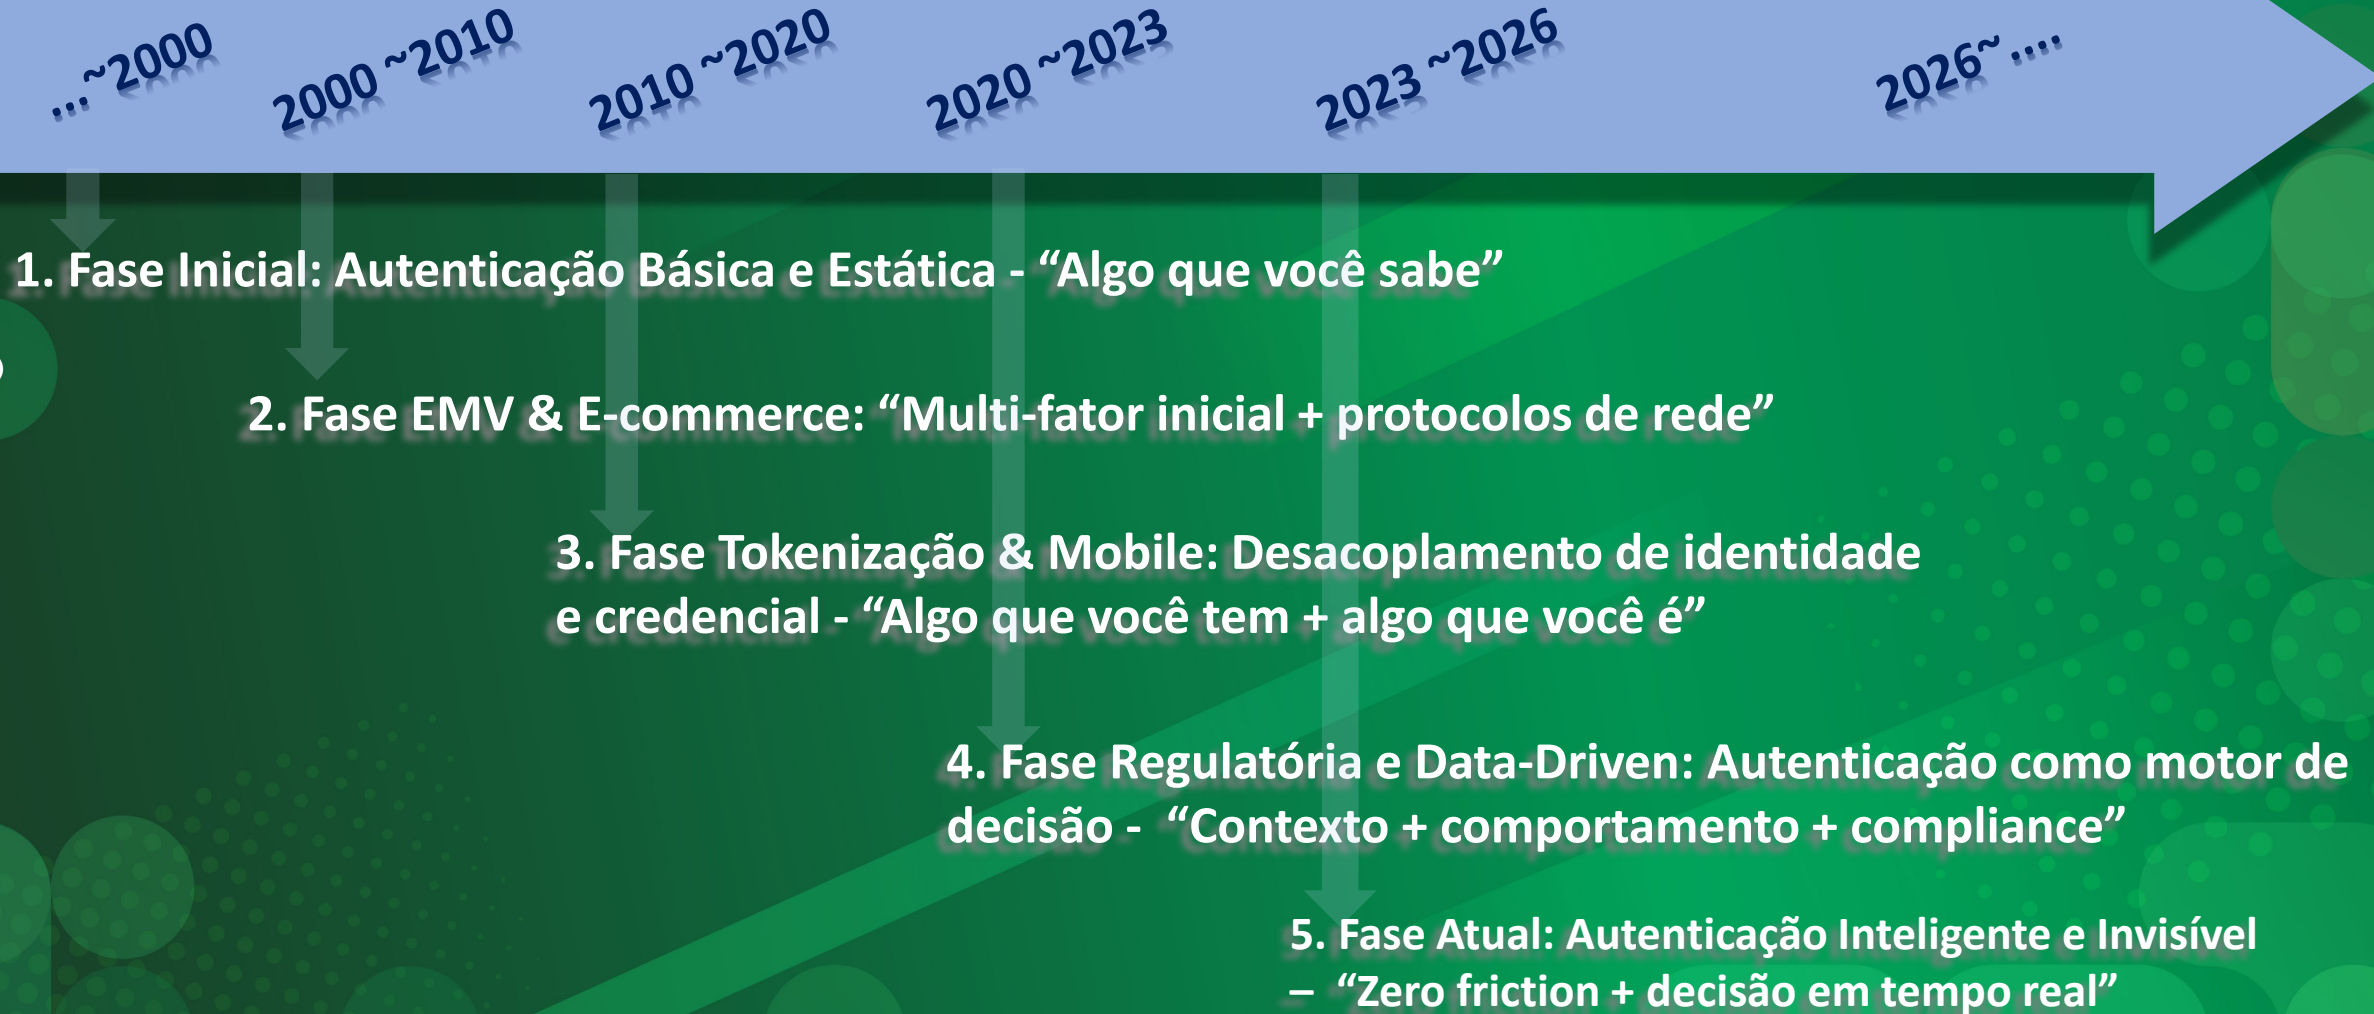 ...~2000
2000 ~2010
2010 ~2020
2020 ~2023
2023 ~2026
2026~ ....
1. Fase Inicial: Autenticação Básica e Estática - “Algo que você sabe”
2. Fase EMV & E-commerce: “Multi-fator inicial + protocolos de rede”
3. Fase Tokenização & Mobile: Desacoplamento de identidade
e credencial - “Algo que você tem + algo que você é”
4. Fase Regulatória e Data-Driven: Autenticação como motor de
decisão - “Contexto + comportamento + compliance”
5. Fase Atual: Autenticação Inteligente e Invisível
– “Zero friction + decisão em tempo real”